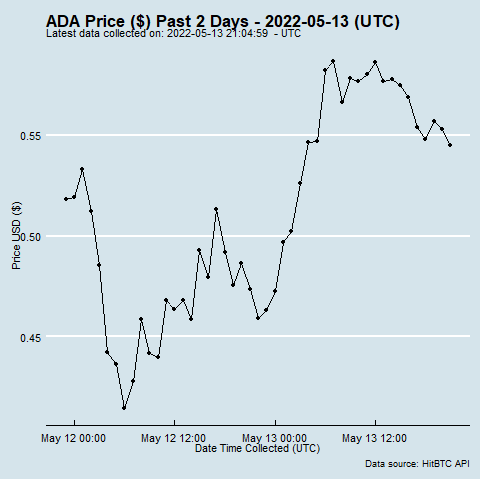 ADA Price ($) Past 2 Days - 2022-05-13 (UTC)
Latest data collected on: 2022-05-13 21:04:59 - UTC
Price USD ($)
0.55
0.50
0.45
May 12 00:00
May 12 12:00
May 13 00:00
May 13 12:00
Date Time Collected (UTC)
Data source: HitBTC API